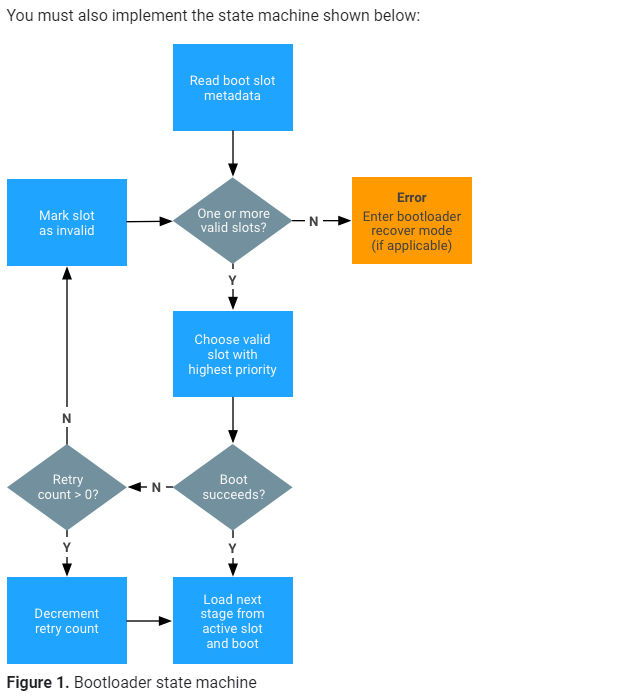 You must also implement the state machine shown below:
Read boot slot
metadata
Mark slot
as invalid
One or more
valid slots?
N
Error
Enter bootloader
recover mode
(if applicable)
Y
Choose valid
slot with
highest priority
N
Retry
count > 0?
N
Boot
succeeds?
Y
Y
Decrement
retry count
Load next
stage from
active slot
and boot
Figure 1. Bootloader state machine